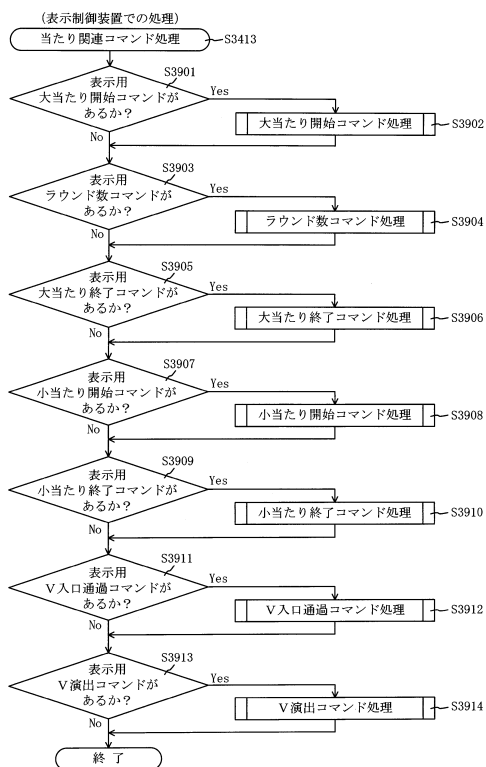 (表示制御装置での処理)
当たり関連コマンド処理
S3413
S3901
表示用
大当たり開始コマンドが
あるか?
Yes
No
大当たり開始コマンド処理
S3902
S3903
表示用
ラウンド数コマンドが
あるか?
Yes
No
ラウンド数コマンド処理
S3904
S3905
表示用
大当たり終了コマンドが
あるか?
Yes
No
大当たり終了コマンド処理
S3906
S3907
表示用
小当たり開始コマンドが
あるか?
Yes
No
小当たり開始コマンド処理
S3908
S3909
表示用
小当たり終了コマンドが
あるか?
Yes
No
小当たり終了コマンド処理
S3910
S3911
表示用
V入口通過コマンドが
あるか?
Yes
No
V入口通過コマンド処理
S3912
S3913
表示用
V演出コマンドが
あるか?
Yes
No
V演出コマンド処理
S3914
終 了